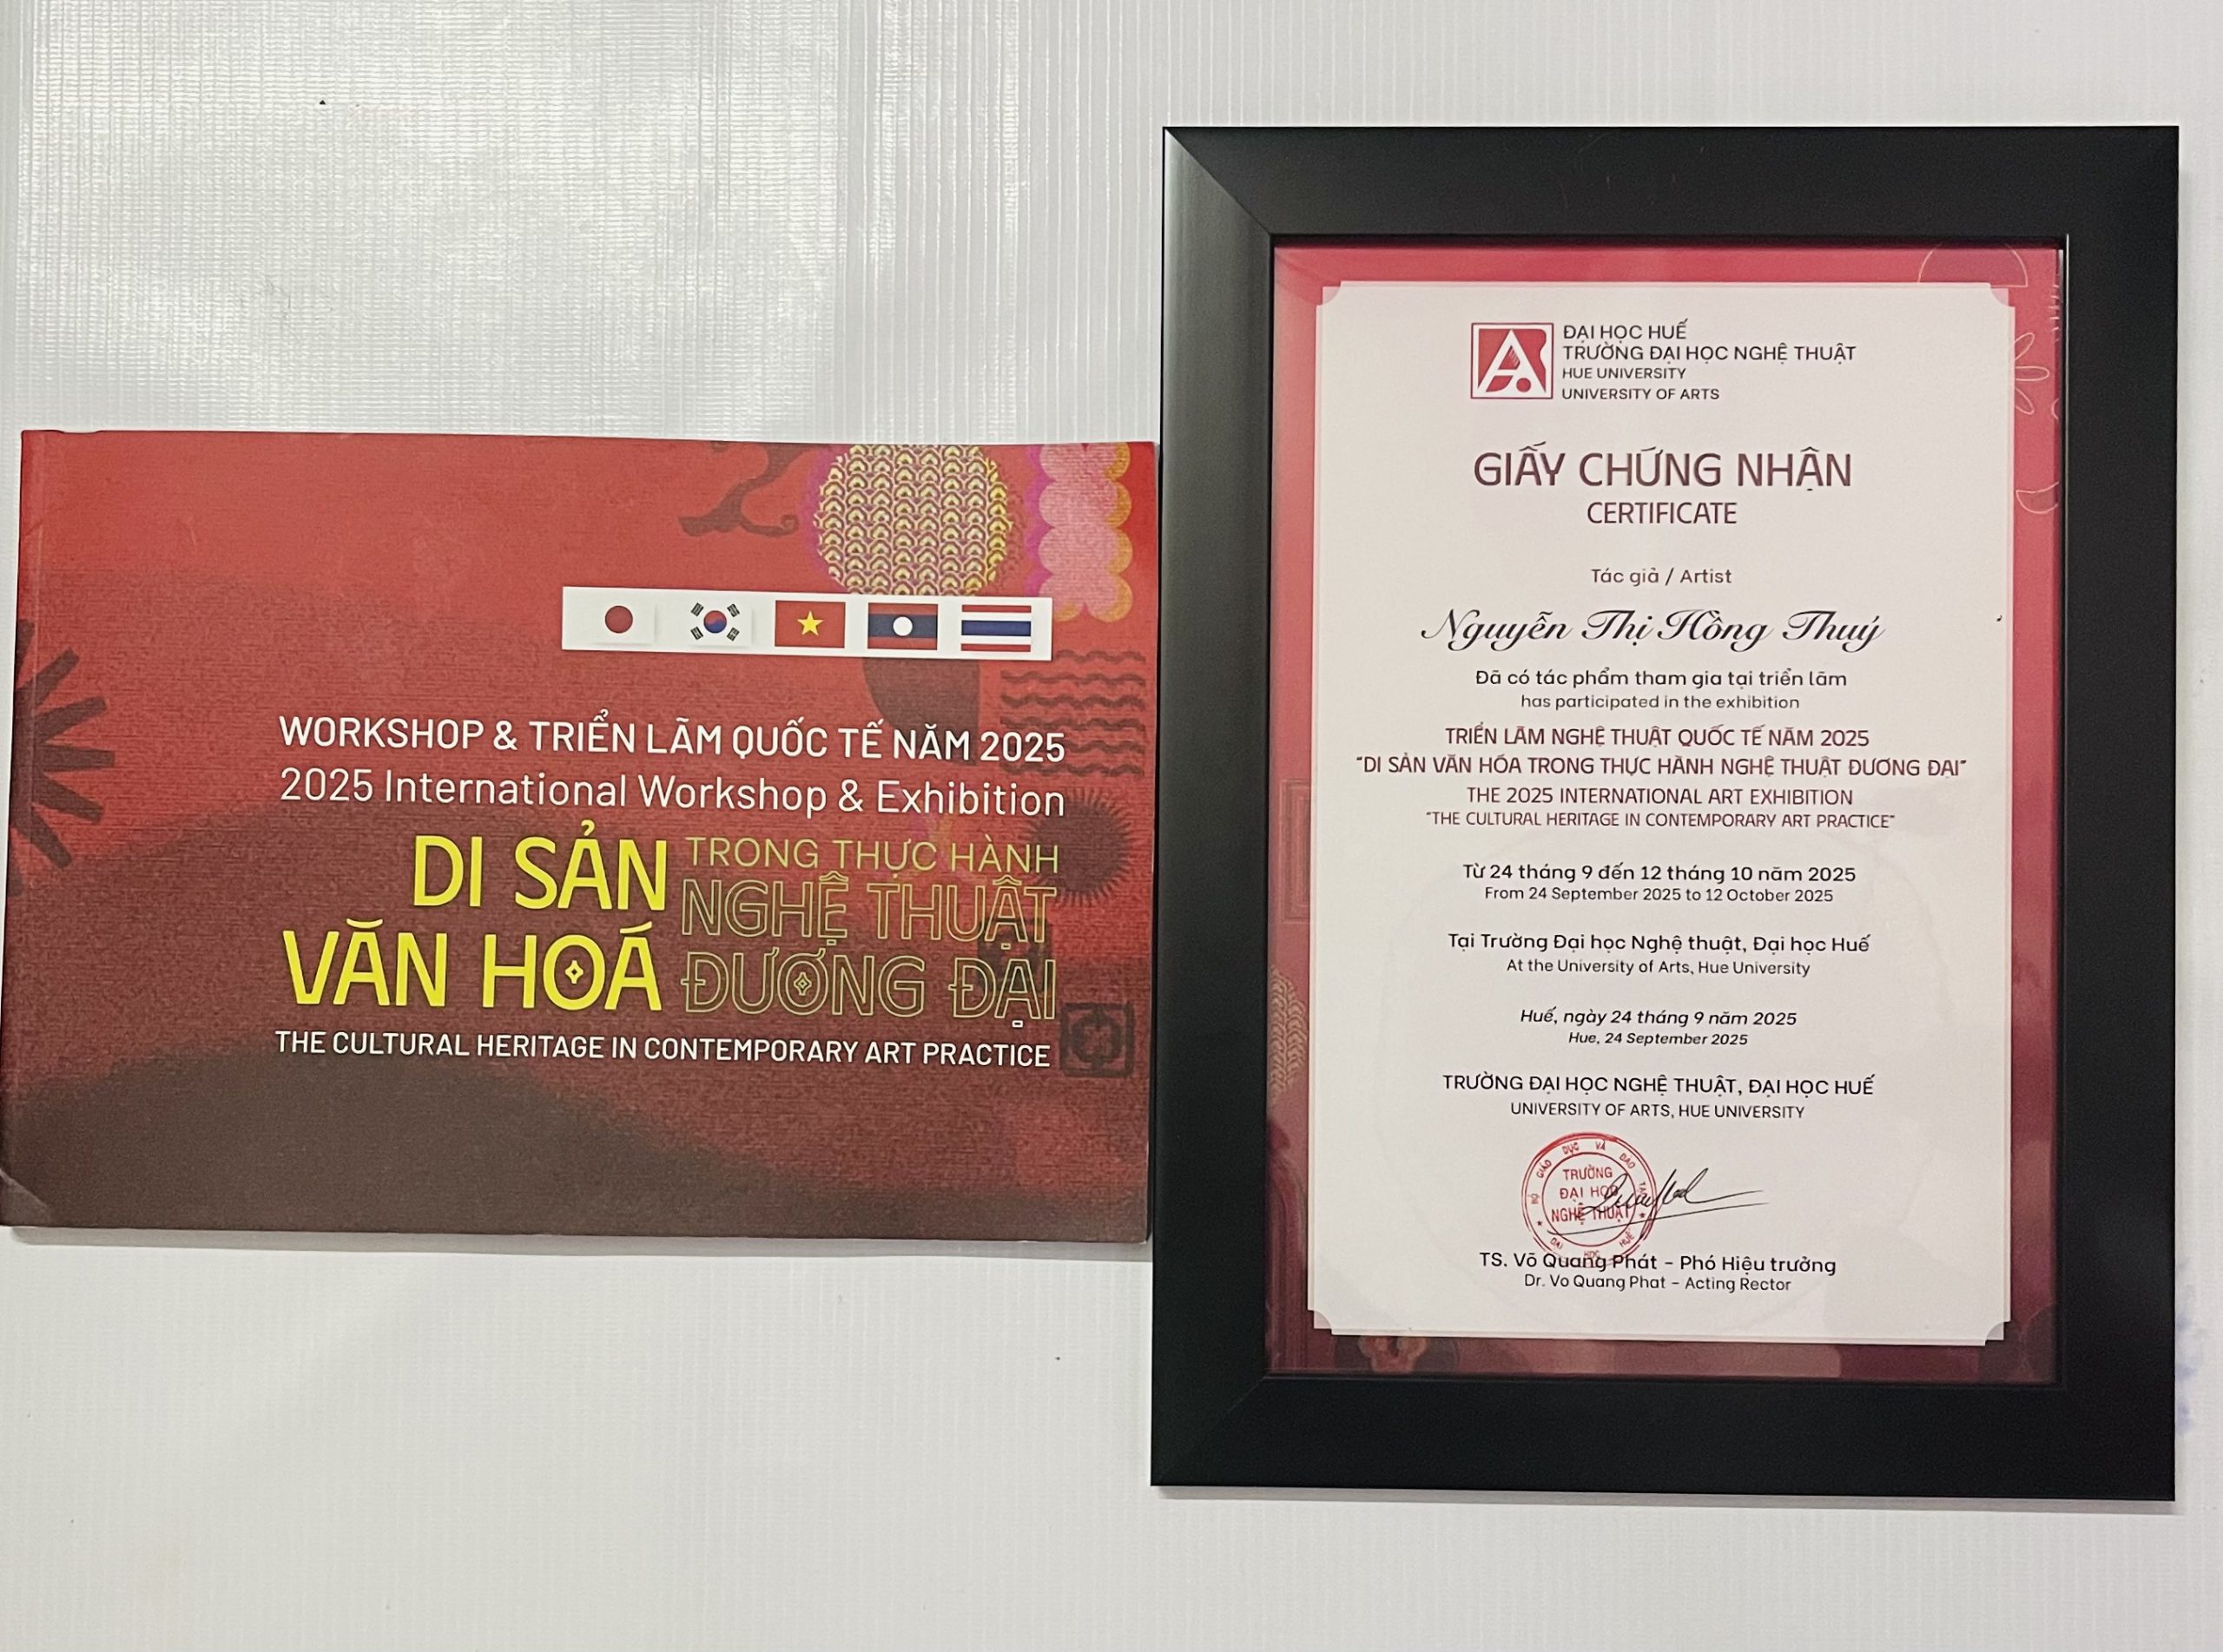 WORKSHOP & TRIỂN LÃM QUỐC TẾ NĂM 2025
2025 International Workshop & Exhibition
DI SẢN
VĂN HOÁ
TRONG THỰC HÀNH
NGHỆ THUẬT
ĐƯƠNG ĐẠI
THE CULTURAL HERITAGE IN CONTEMPORARY ART PRACTICE
ĐẠI HỌC HUẾ
TRƯỜNG ĐẠI HỌC NGHỆ THUẬT
HUE UNIVERSITY
UNIVERSITY OF ARTS
GIẤY CHỨNG NHẬN
CERTIFICATE
Tác giả / Artist
Nguyễn Thị Hồng Thuý
Đã có tác phẩm tham gia tại triển lãm
has participated in the exhibition
TRIỂN LÃM NGHỆ THUẬT QUỐC TẾ NĂM 2025
"DI SẢN VĂN HÓA TRONG THỰC HÀNH NGHỆ THUẬT ĐƯƠNG ĐẠI"
THE 2025 INTERNATIONAL ART EXHIBITION
"THE CULTURAL HERITAGE IN CONTEMPORARY ART PRACTICE"
Từ 24 tháng 9 đến 12 tháng 10 năm 2025
From 24 September 2025 to 12 October 2025
Tại Trường Đại học Nghệ thuật, Đại học Huế
At the University of Arts, Hue University
Huế, ngày 24 tháng 9 năm 2025
Hue, 24 September 2025
TRƯỜNG ĐẠI HỌC NGHỆ THUẬT, ĐẠI HỌC HUẾ
UNIVERSITY OF ARTS, HUE UNIVERSITY
BỘ GIÁO DỤC VÀ ĐÀO TẠO
TRƯỜNG
ĐẠI HỌC
NGHỆ THUẬT
ĐẠI HỌC HUẾ
TS. Võ Quang Phát - Phó Hiệu trưởng
Dr. Vo Quang Phat - Acting Rector